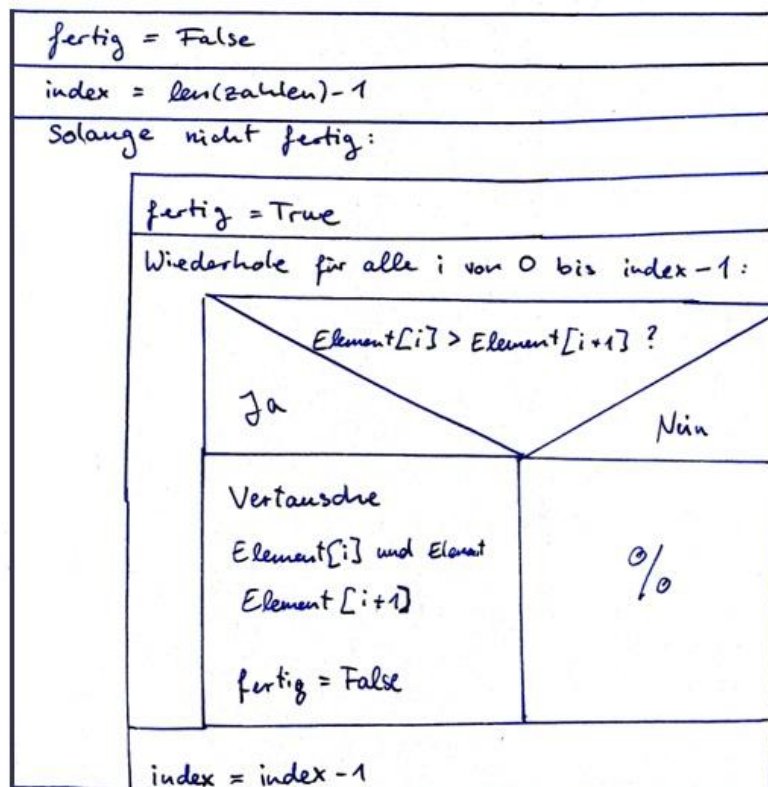 fertig = False
index = len(zahlen)-1
Solange nicht fertig:
fertig = True
Wiederhole für alle i von 0 bis index-1:
Element[i] > Element[i+1] ?
Ja
Nein
Vertausche
Element[i] und Element
Element[i+1]
fertig = False
%
index = index-1